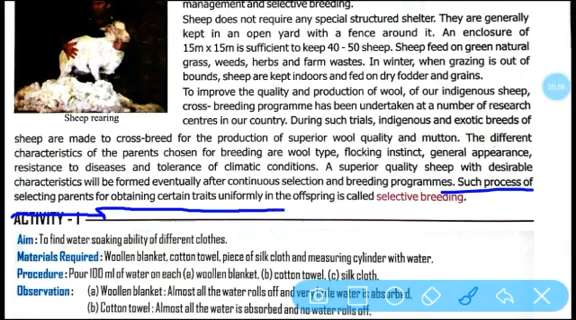 management and selective breeding.
Sheep does not require any special structured shelter. They are generally
kept in an open yard with a fence around it. An enclosure of
15m x 15m is sufficient to keep 40 - 50 sheep. Sheep feed on green natural
grass, weeds, herbs and farm wastes. In winter, when grazing is out of
bounds, sheep are kept indoors and fed on dry fodder and grains.
To improve the quality and production of wool, of our indigenous sheep,
cross- breeding programme has been undertaken at a number of research
centres in our country. During such trials, indigenous and exotic breeds of
Sheep rearing
sheep are made to cross-breed for the production of superior wool quality and mutton. The different
characteristics of the parents chosen for breeding are wool type, flocking instinct, general appearance,
resistance to diseases and tolerance of climatic conditions. A superior quality sheep with desirable
characteristics will be formed eventually after continuous selection and breeding programmes. Such process of
selecting parents for obtaining certain traits uniformly in the offspring is called selective breeding.
ACTIVITY - 1
Aim : To find water soaking ability of different clothes.
Materials Required : Woollen blanket, cotton towel, piece of silk cloth and measuring cylinder with water.
Procedure : Pour 100 ml of water on each (a) woollen blanket, (b) cotton towel, (c) silk cloth.
Observation : (a) Woollen blanket : Almost all the water rolls off and very little water is absorbed.
(b) Cotton towel : Almost all the water is absorbed and no water rolls off.